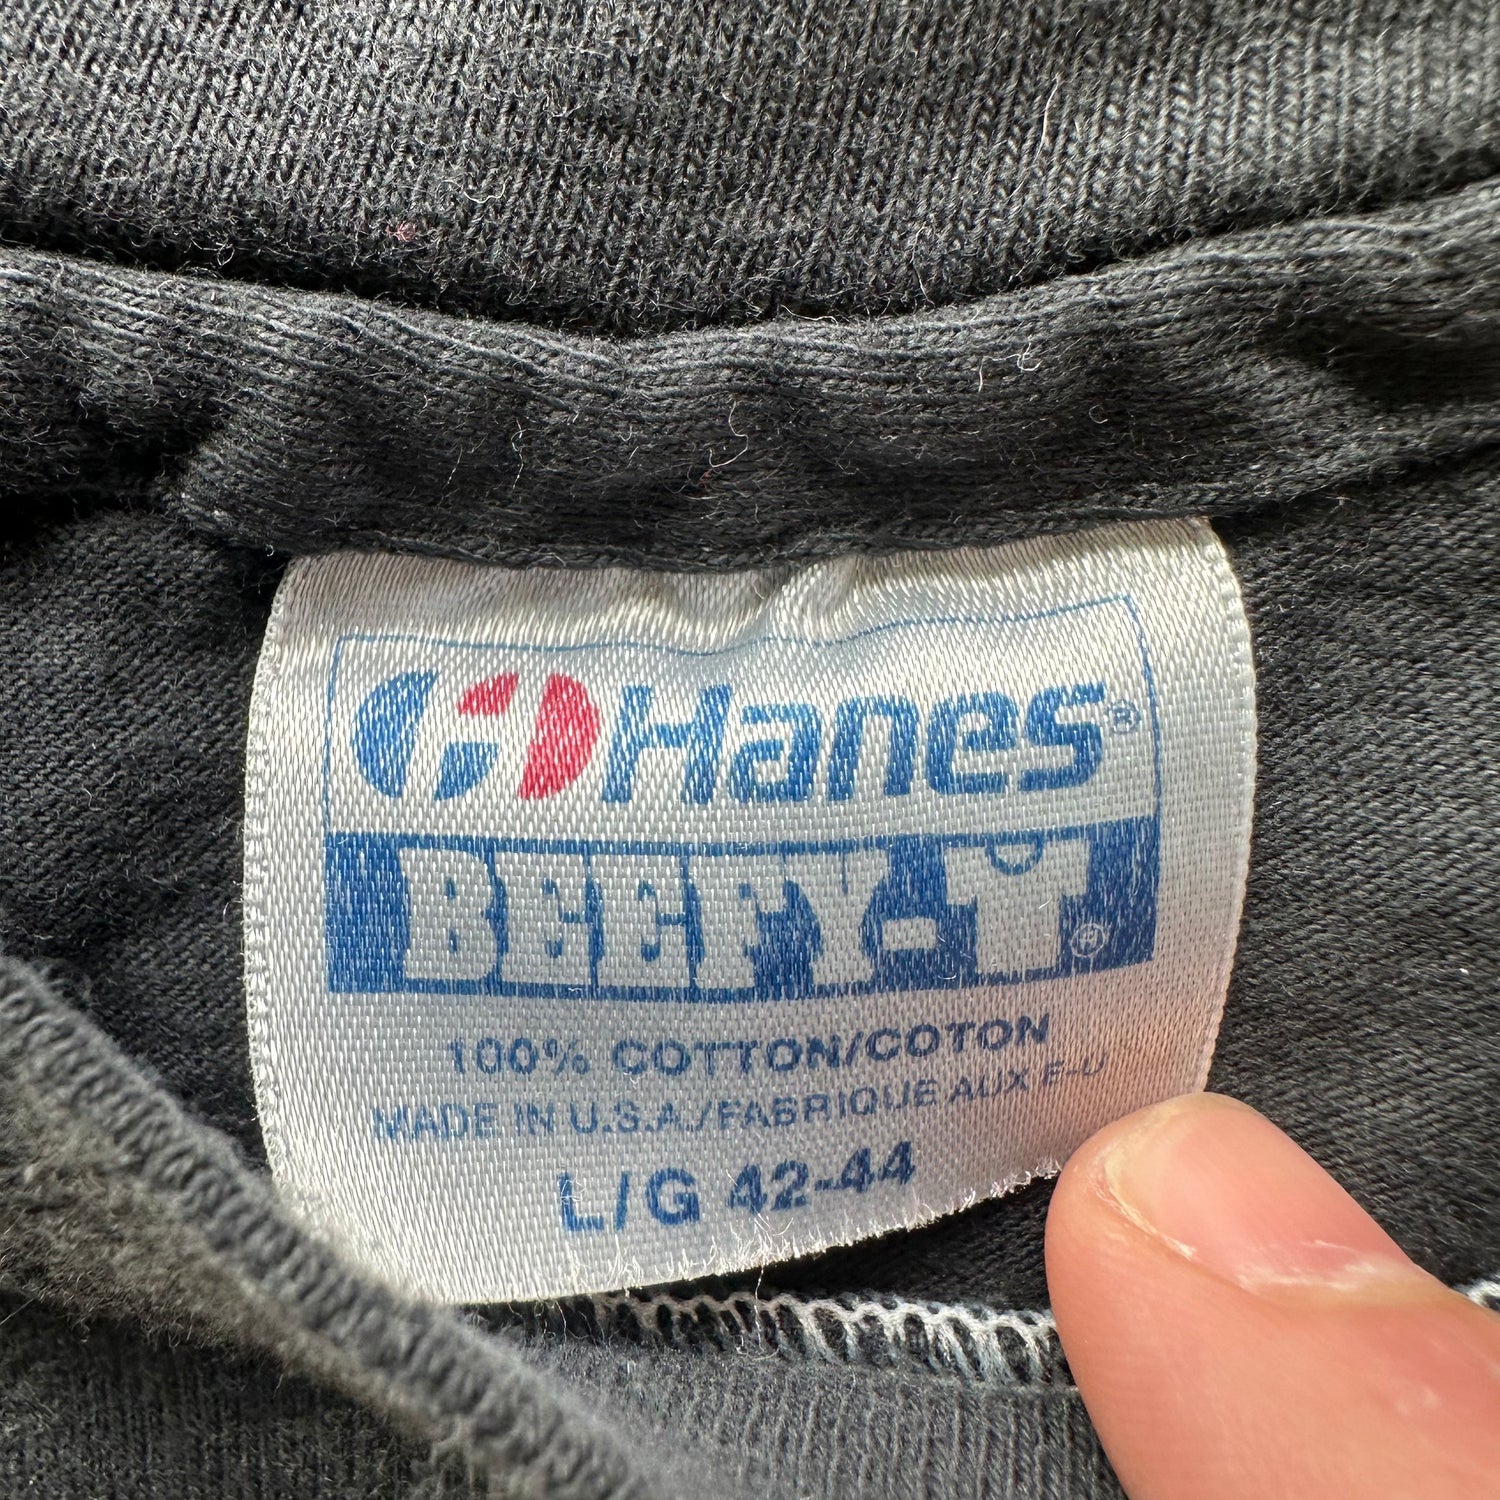 Hanes®
BEEFY-T®
100% COTTON/COTON
MADE IN U.S.A./FABRIQUE AUX E-U
L/G 42-44